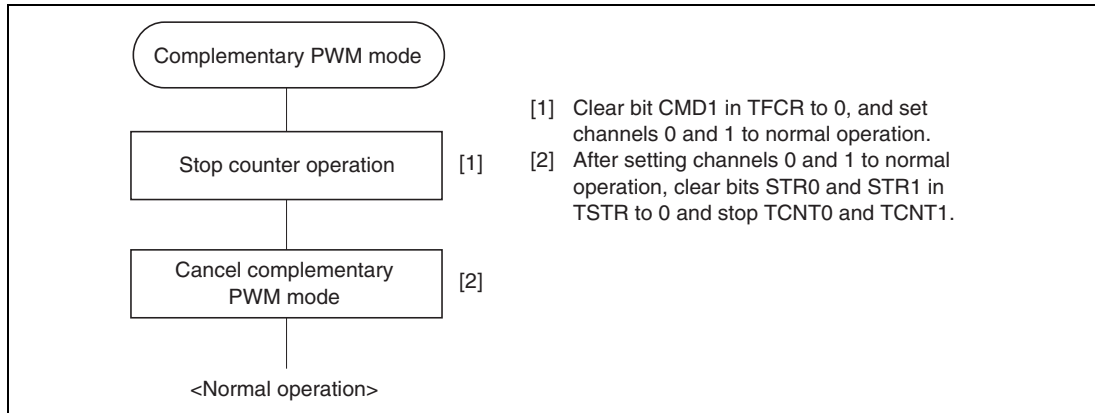 Complementary PWM mode
Stop counter operation
[1]
Cancel complementary
PWM mode
[2]
<Normal operation>
[1] Clear bit CMD1 in TFCR to 0, and set
channels 0 and 1 to normal operation.
[2] After setting channels 0 and 1 to normal
operation, clear bits STR0 and STR1 in
TSTR to 0 and stop TCNT0 and TCNT1.